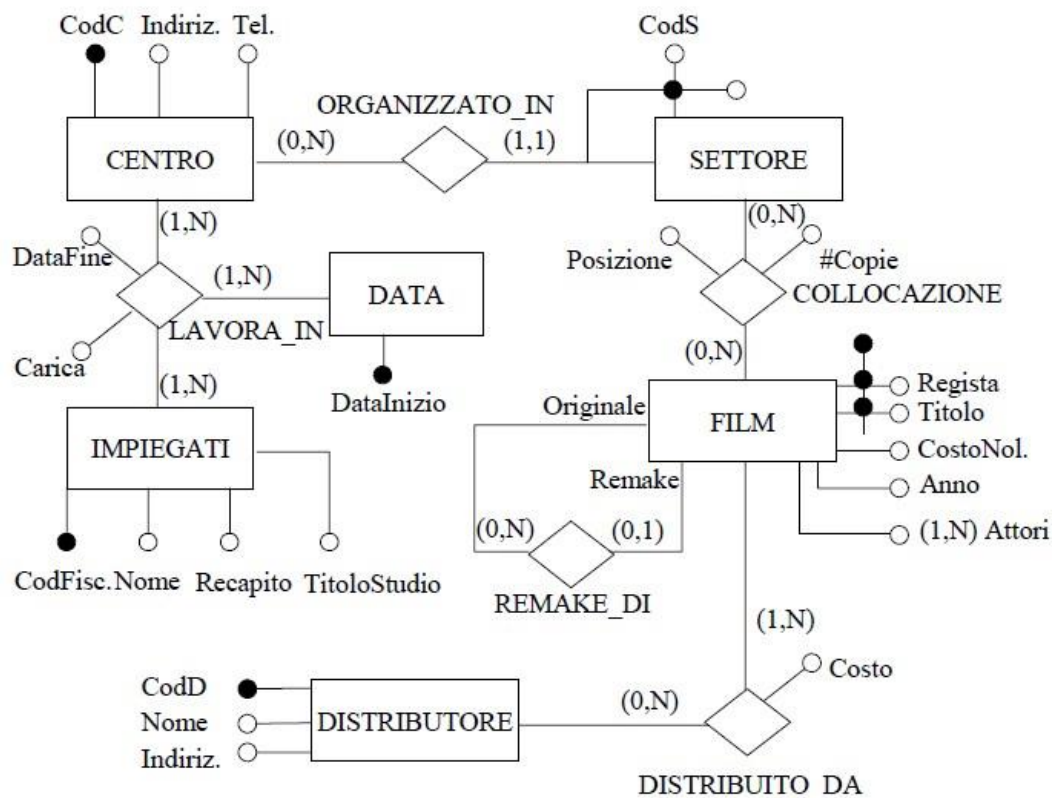 CodC Indiriz. Tel.
CodS
ORGANIZZATO_IN
CENTRO
(0,N)
(1,1)
SETTORE
(1,N)
(0,N)
DataFine
(1,N)
DATA
Posizione
#Copie
COLLOCAZIONE
LAVORA_IN
Carica
(1,N)
DataInizio
(0,N)
IMPIEGATI
Originale
FILM
Regista
Titolo
CostoNol.
Remake
Anno
(0,N)
(0,1)
(1,N) Attori
CodFisc. Nome Recapito TitoloStudio
REMAKE_DI
(1,N)
CodD
Nome
Indiriz.
DISTRIBUTORE
(0,N)
Costo
DISTRIBUITO_DA